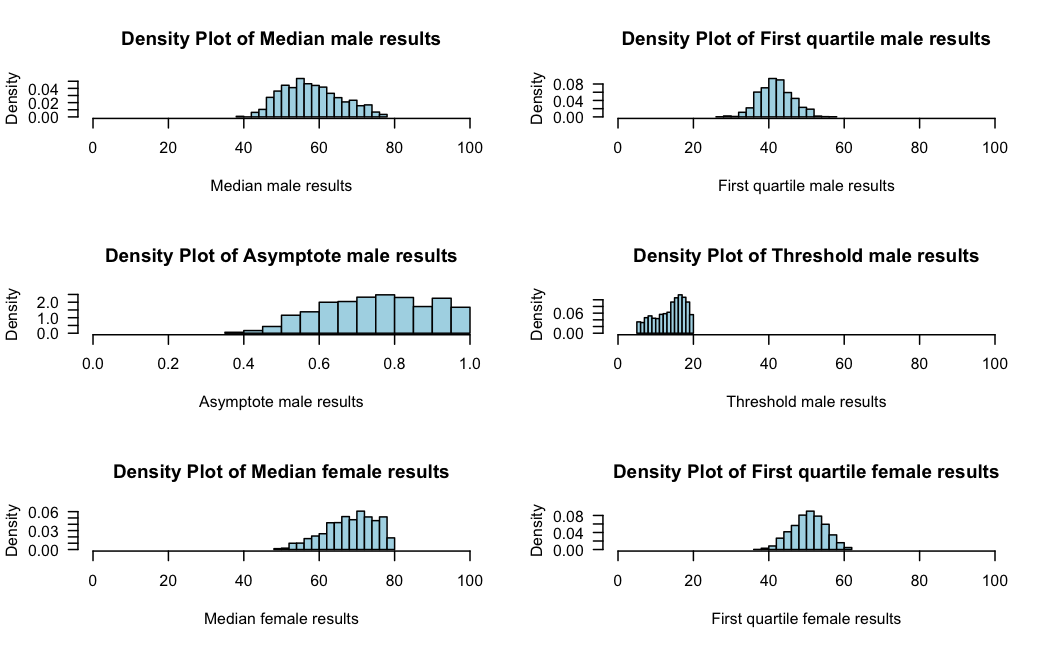 Density Plot of Median male results
Density
0.04
0.02
0.00
0 20 40 60 80 100
Median male results
Density Plot of First quartile male results
Density
0.08
0.04
0.00
0 20 40 60 80 100
First quartile male results
Density Plot of Asymptote male results
Density
2.0
1.0
0.0
0.0 0.2 0.4 0.6 0.8 1.0
Asymptote male results
Density Plot of Threshold male results
Density
0.06
0.00
0 20 40 60 80 100
Threshold male results
Density Plot of Median female results
Density
0.06
0.03
0.00
0 20 40 60 80 100
Median female results
Density Plot of First quartile female results
Density
0.08
0.04
0.00
0 20 40 60 80 100
First quartile female results